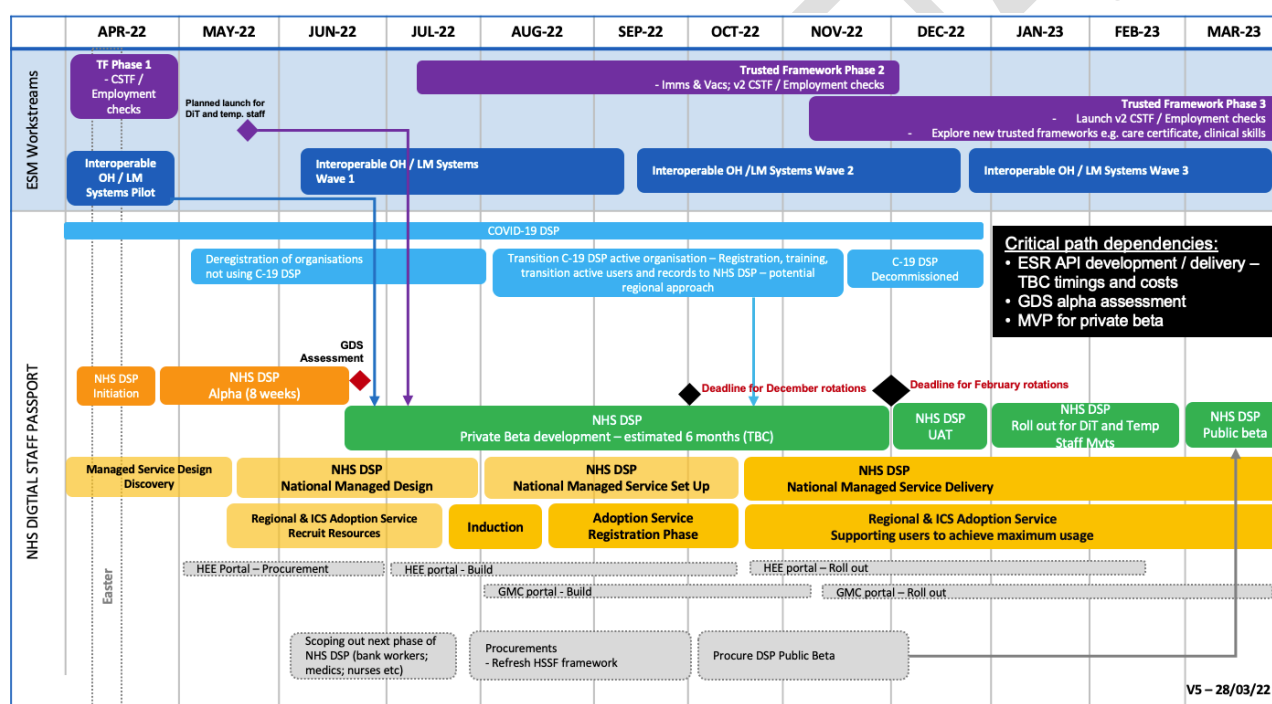 APR-22 MAY-22 JUN-22 JUL-22 AUG-22 SEP-22 OCT-22 NOV-22 DEC-22 JAN-23 FEB-23 MAR-23
ESM Workstreams
TF Phase 1
- CSTF /
Employment
checks
Planned launch for
DiT and temp. staff
Trusted Framework Phase 2
- Imms & Vacs; v2 CSTF / Employment checks
Trusted Framework Phase 3
- Launch v2 CSTF / Employment checks
- Explore new trusted frameworks e.g. care certificate, clinical skills
Interoperable
OH / LM
Systems Pilot
Interoperable OH / LM Systems
Wave 1
Interoperable OH /LM Systems Wave 2
Interoperable OH / LM Systems Wave 3
NHS DIGTIAL STAFF PASSPORT
COVID-19 DSP
Deregistration of organisations
not using C-19 DSP
Transition C-19 DSP active organisation – Registration, training,
transition active users and records to NHS DSP – potential
regional approach
C-19 DSP
Decommissioned
Critical path dependencies:
• ESR API development / delivery –
TBC timings and costs
• GDS alpha assessment
• MVP for private beta
GDS
Assessment
NHS DSP
Initiation
NHS DSP
Alpha (8 weeks)
Deadline for December rotations
Deadline for February rotations
NHS DSP
Private Beta development – estimated 6 months (TBC)
NHS DSP
UAT
NHS DSP
Roll out for DiT and Temp
Staff Mvts
NHS DSP
Public beta
Managed Service Design
Discovery
NHS DSP
National Managed Design
NHS DSP
National Managed Service Set Up
NHS DSP
National Managed Service Delivery
Regional & ICS Adoption Service
Recruit Resources
Induction
Adoption Service
Registration Phase
Regional & ICS Adoption Service
Supporting users to achieve maximum usage
Easter
HEE Portal – Procurement
HEE portal - Build
HEE portal – Roll out
GMC portal - Build
GMC portal – Roll out
Scoping out next phase of
NHS DSP (bank workers;
medics; nurses etc)
Procurements
- Refresh HSSF framework
Procure DSP Public Beta
V5 – 28/03/22